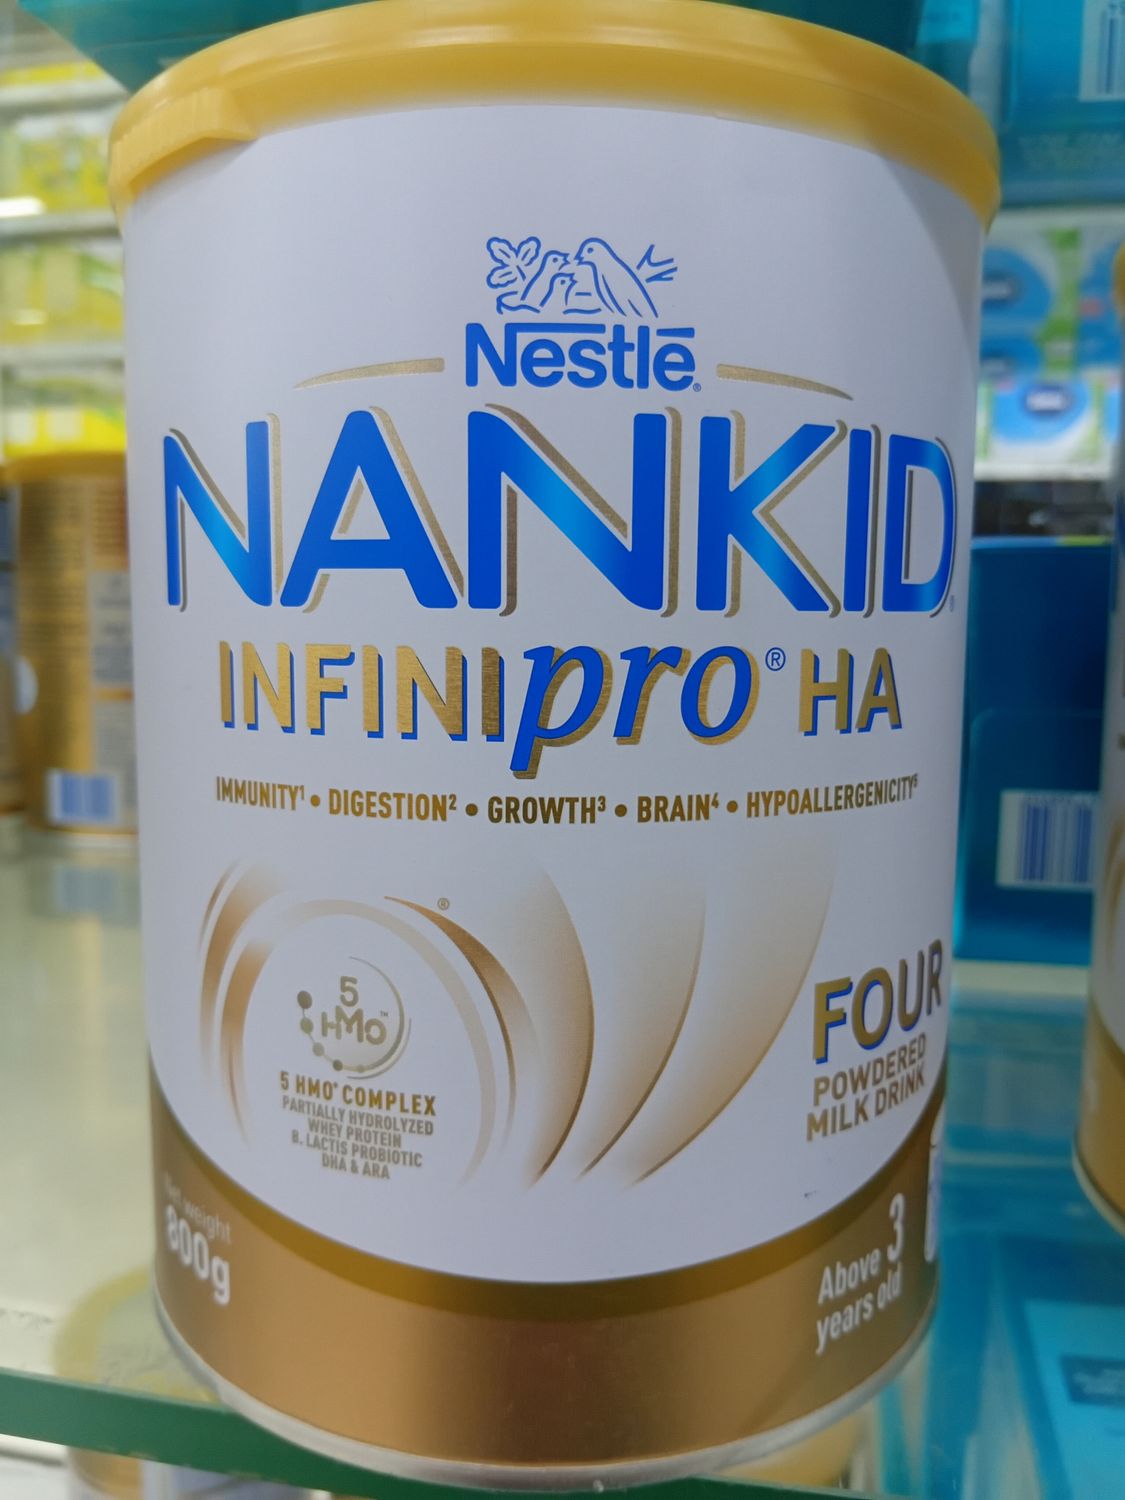 Nestlé®
NANKID®
INFINIpro® HA
IMMUNITY¹ • DIGESTION² • GROWTH³ • BRAIN⁴ • HYPOALLERGENICITY⁵
®
5
HMO™
5 HMO* COMPLEX
PARTIALLY HYDROLYZED
WHEY PROTEIN
B. LACTIS PROBIOTIC
DHA & ARA
FOUR
POWDERED
MILK DRINK
Net weight
800g
Above 3
years old